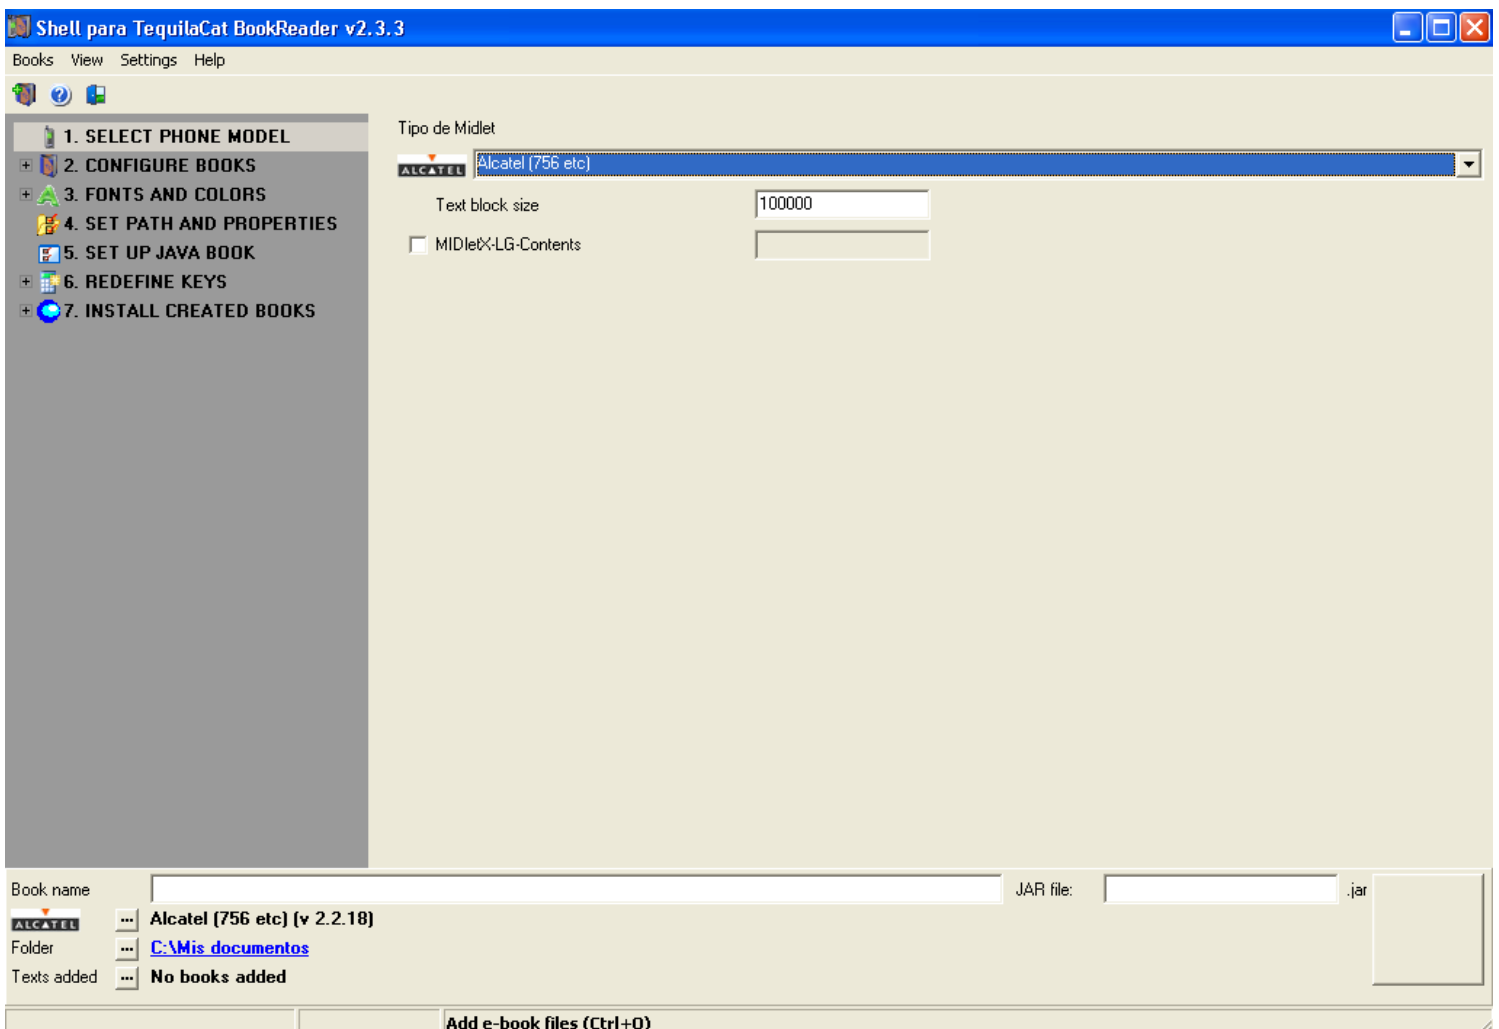 Shell para TequilaCat BookReader v2.3.3
Books View Settings Help
1. SELECT PHONE MODEL
2. CONFIGURE BOOKS
3. FONTS AND COLORS
4. SET PATH AND PROPERTIES
5. SET UP JAVA BOOK
6. REDEFINE KEYS
7. INSTALL CREATED BOOKS
Tipo de Midlet
ALCATEL Alcatel (756 etc)
Text block size 100000
MIDletX-LG-Contents
Book name JAR file: .jar
ALCATEL ... Alcatel (756 etc) (v 2.2.18)
Folder ... C:\Mis documentos
Texts added ... No books added
Add e-book files (Ctrl+O)